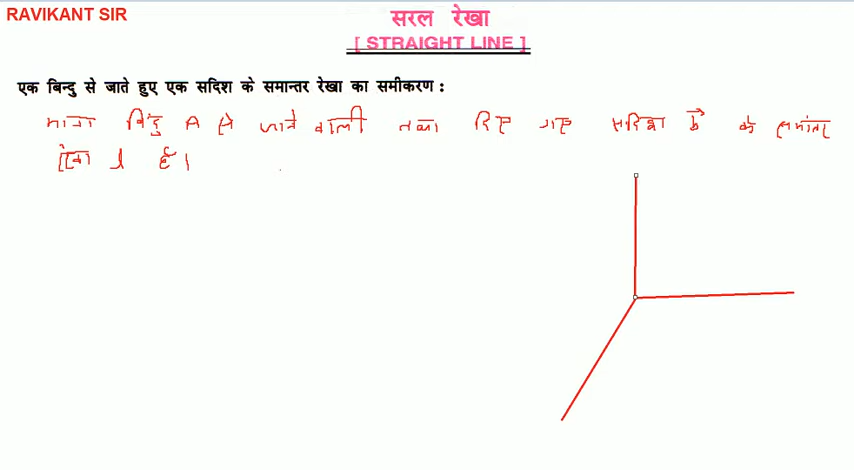 RAVIKANT SIR
सरल रेखा
[ STRAIGHT LINE ]
एक बिन्दु से जाते हुए एक सदिश के समान्तर रेखा का समीकरण :
माना बिंदु A से जाने वाली तथा दिए गए सदिश b⃗ के समांतर
रेखा l है।